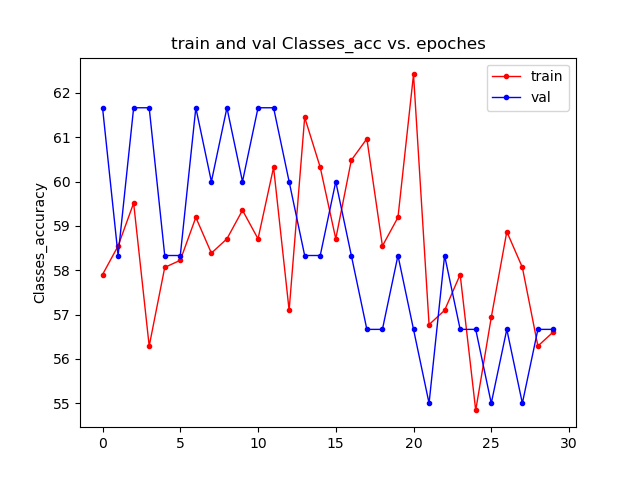 train and val Classes_acc vs. epoches
train
val
Classes_accuracy
62
61
60
59
58
57
56
55
0 5 10 15 20 25 30